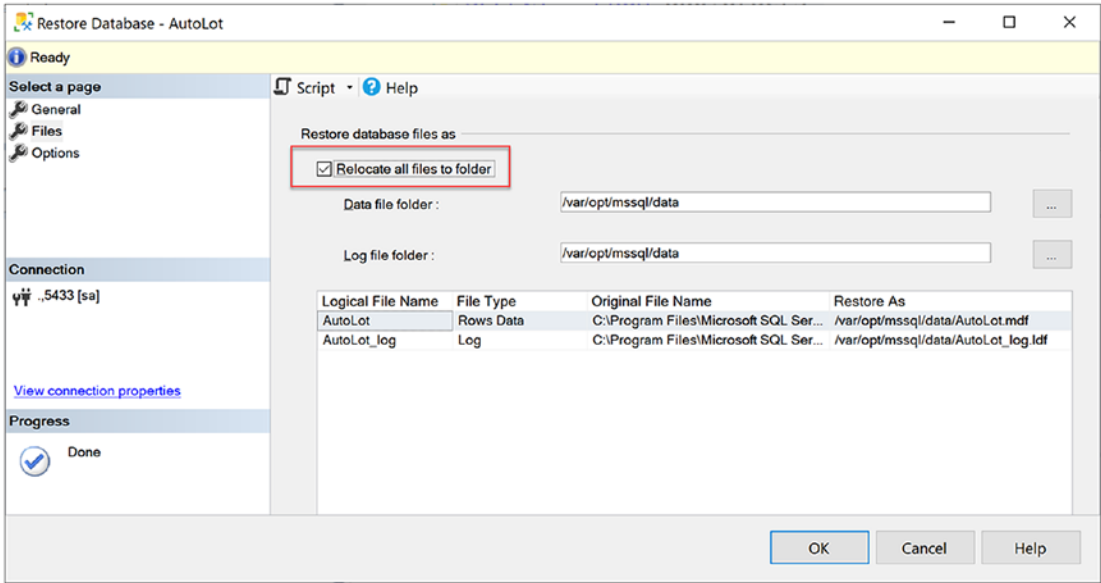 Restore Database - AutoLot
Ready
Select a page
General
Files
Options
Connection
.,5433 [sa]
View connection properties
Progress
Done
Script Help
Restore database files as
Relocate all files to folder
Data file folder : /var/opt/mssql/data ...
Log file folder : /var/opt/mssql/data ...
Logical File Name File Type Original File Name Restore As
AutoLot Rows Data C:\Program Files\Microsoft SQL Ser... /var/opt/mssql/data/AutoLot.mdf
AutoLot_log Log C:\Program Files\Microsoft SQL Ser... /var/opt/mssql/data/AutoLot_log.ldf
OK Cancel Help